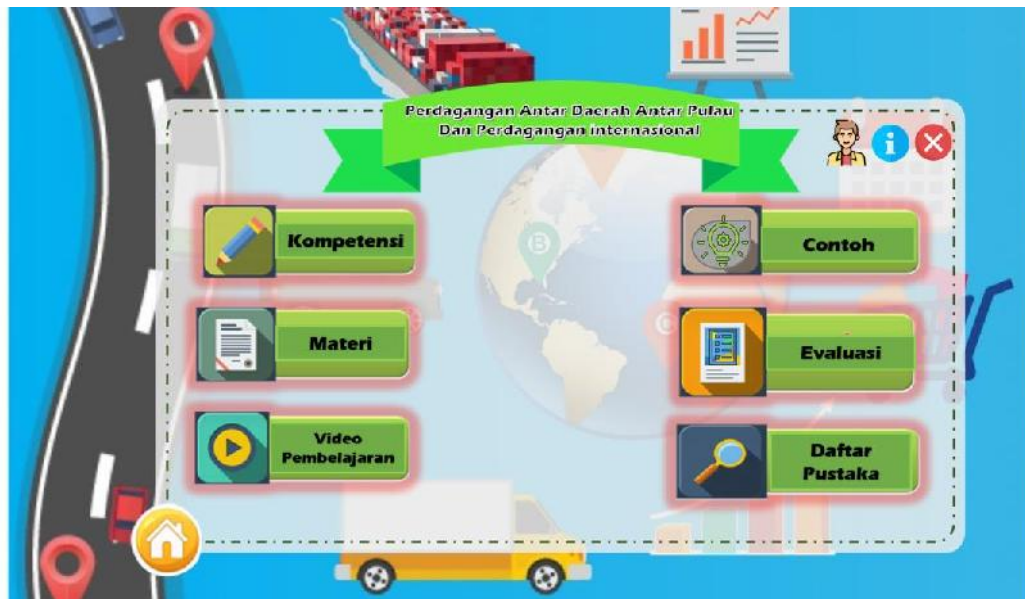 Perdagangan Antar Daerah Antar Pulau
Dan Perdagangan internasional
Kompetensi
Materi
Video
Pembelajaran
Contoh
Evaluasi
Daftar
Pustaka
i
B
C